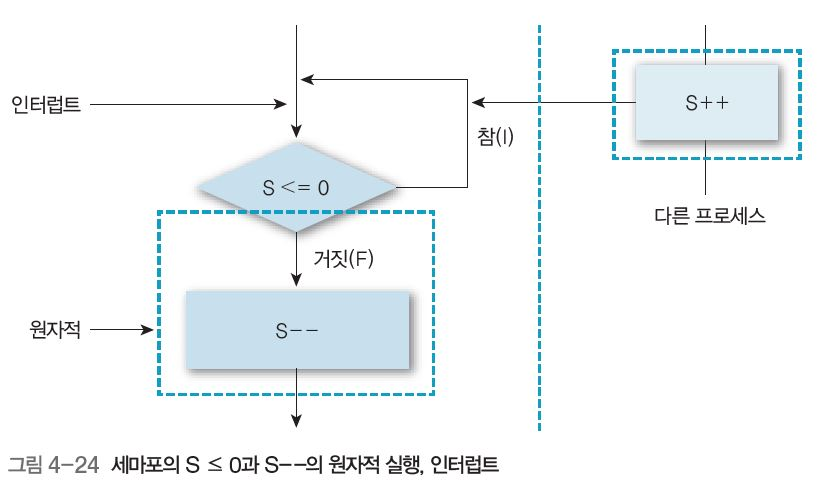 인터럽트
S++
참(I)
S <= 0
다른 프로세스
거짓(F)
원자적
S--
그림 4-24 세마포의 S ≤ 0과 S--의 원자적 실행, 인터럽트